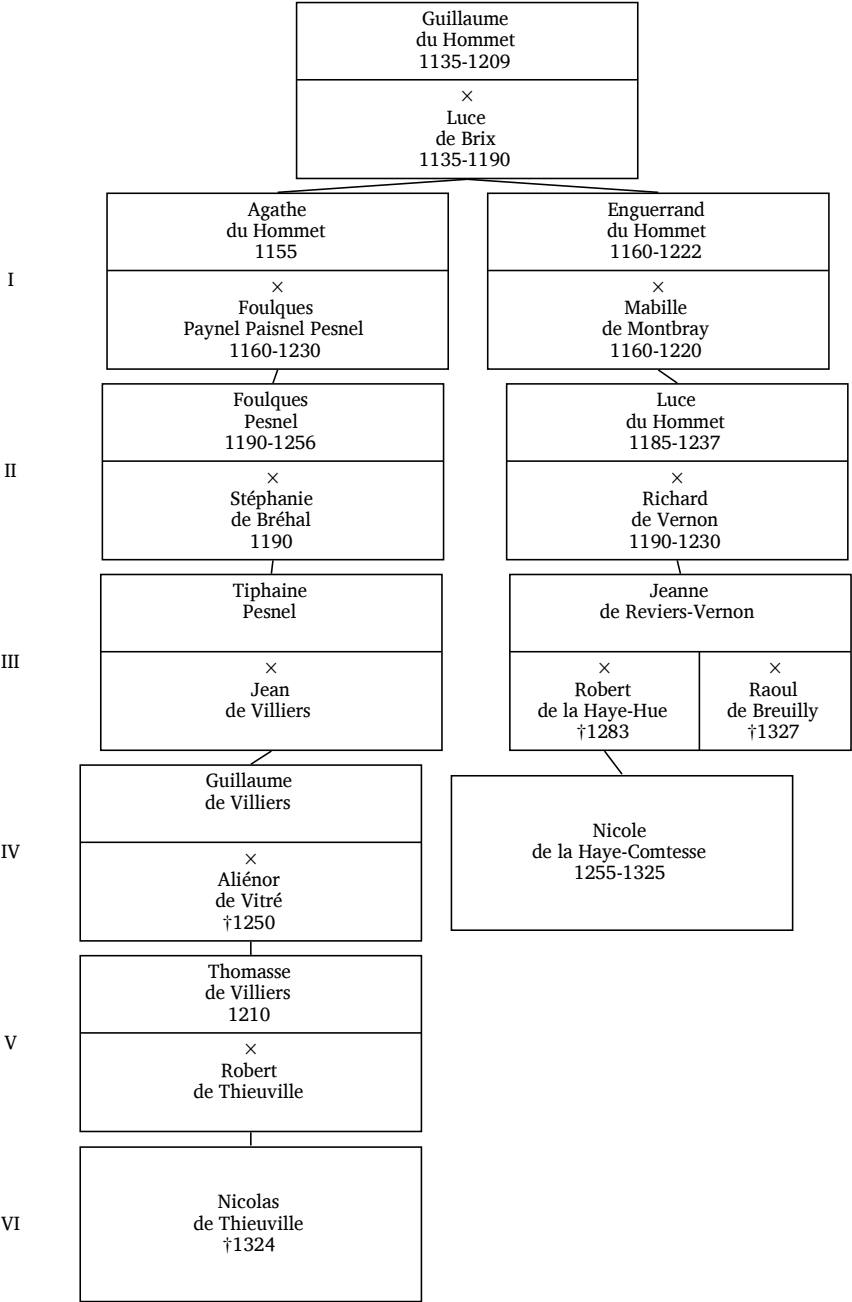 Guillaume
du Hommet
1135-1209
×
Luce
de Brix
1135-1190
I
Agathe
du Hommet
1155
×
Foulques
Paynel Paisnel Pesnel
1160-1230
Enguerrand
du Hommet
1160-1222
×
Mabille
de Montbray
1160-1220
II
Foulques
Pesnel
1190-1256
×
Stéphanie
de Bréhal
1190
Luce
du Hommet
1185-1237
×
Richard
de Vernon
1190-1230
III
Tiphaine
Pesnel
×
Jean
de Villiers
Jeanne
de Reviers-Vernon
×
Robert
de la Haye-Hue
†1283
×
Raoul
de Breuilly
†1327
IV
Guillaume
de Villiers
×
Aliénor
de Vitré
†1250
Nicole
de la Haye-Comtesse
1255-1325
V
Thomasse
de Villiers
1210
×
Robert
de Thieuville
VI
Nicolas
de Thieuville
†1324